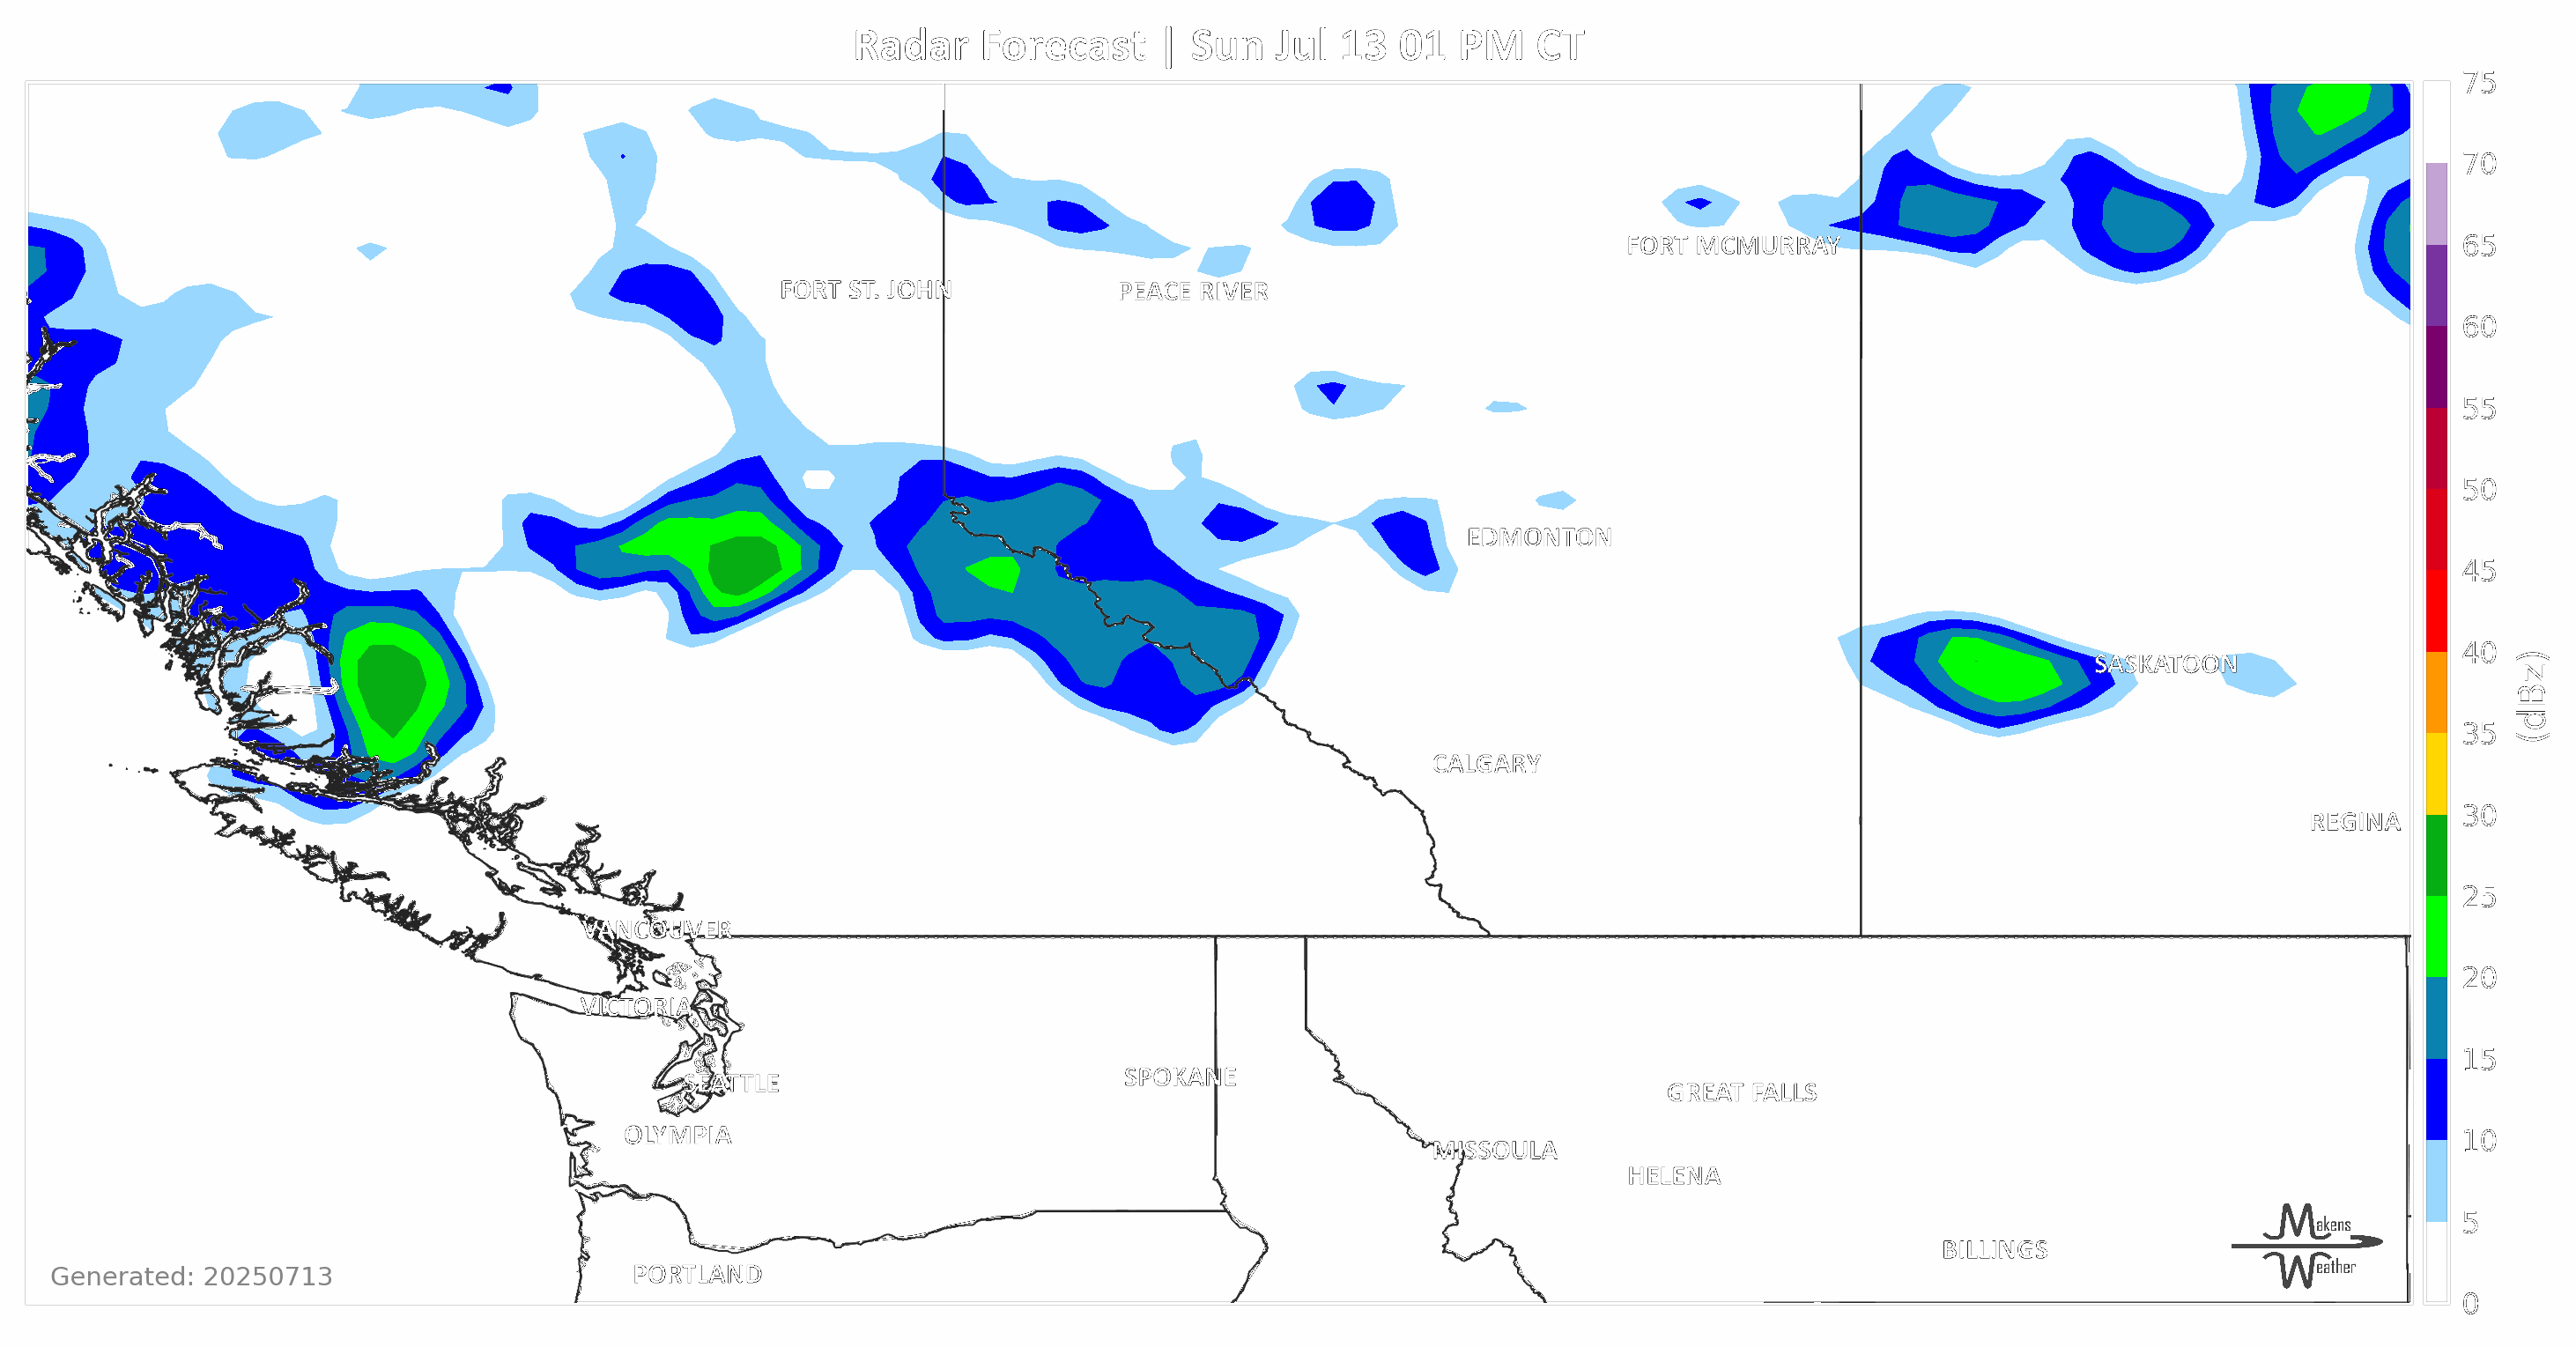 Radar Forecast | Sun Jul 13 01 PM CT
75
70
65
60
55
50
45
40
35
30
25
20
15
10
5
0
(dBz)
FORT MCMURRAY
FORT ST. JOHN
PEACE RIVER
EDMONTON
SASKATOON
CALGARY
REGINA
VANCOUVER
VICTORIA
SEATTLE
SPOKANE
GREAT FALLS
OLYMPIA
MISSOULA
HELENA
BILLINGS
PORTLAND
Makens
Weather
Generated: 20250713